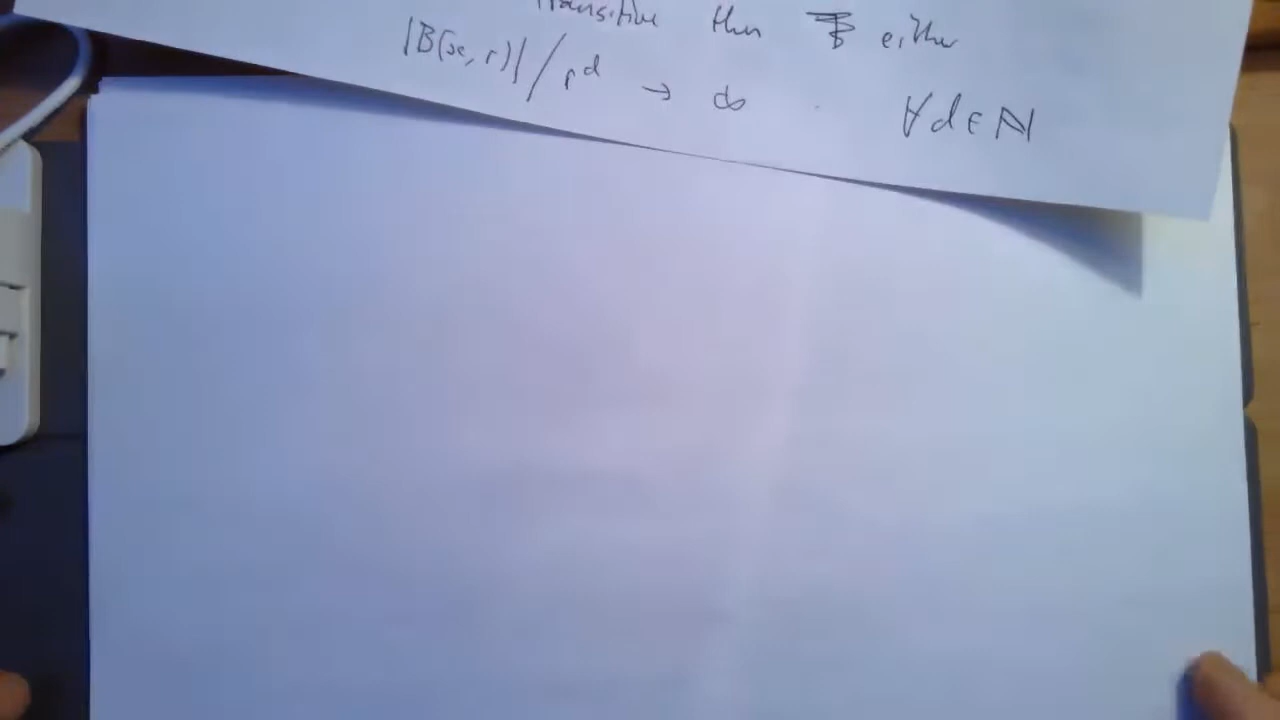 transitive then either
|B(x, r)| / r^d → ∞ ∀ d ∈ ℕ